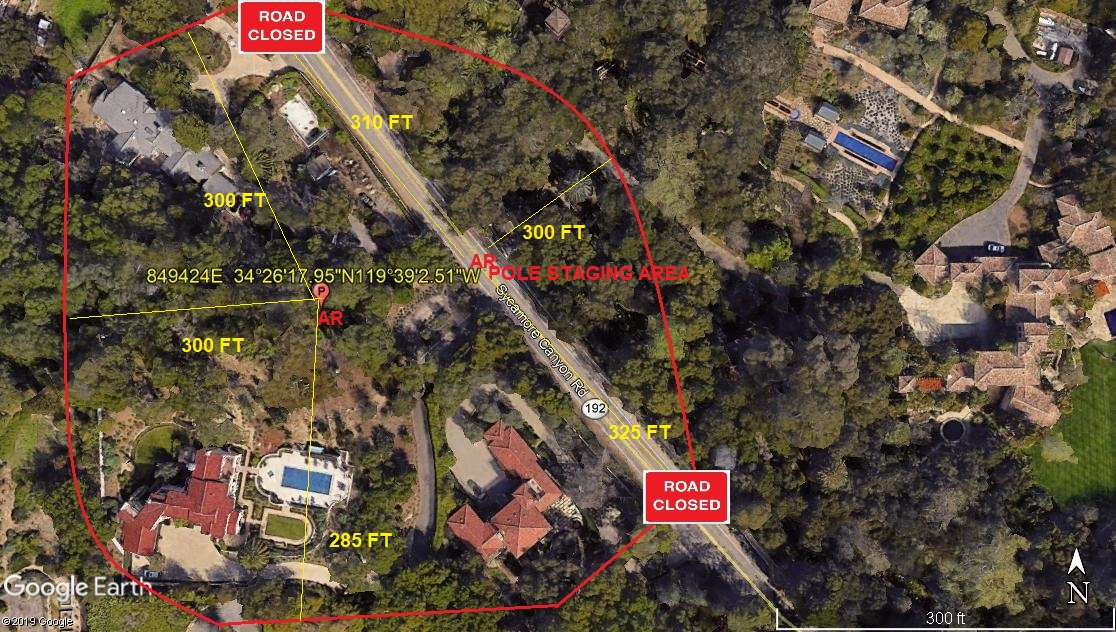 ROAD
CLOSED
310 FT
300 FT
300 FT
AR
POLE STAGING AREA
849424E 34°26'17.95"N119°39'2.51"W
P
AR
Sycamore Canyon Rd
300 FT
192
325 FT
ROAD
CLOSED
285 FT
Google Earth
N
©2019 Google
300 ft